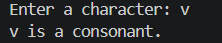 Enter a character: v
v is a consonant.